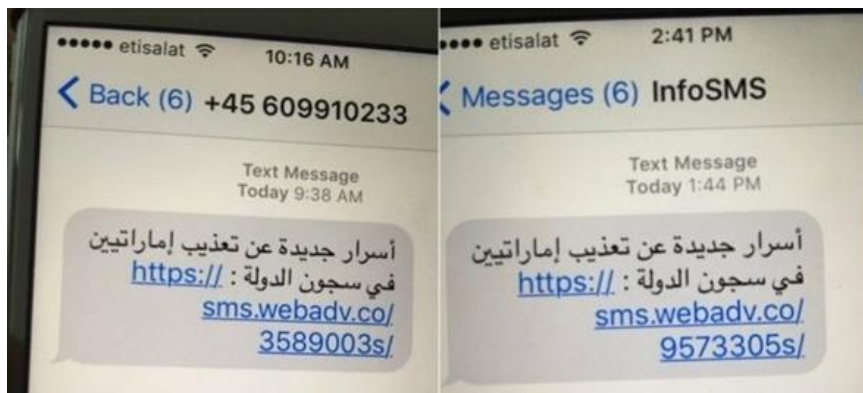 etisalat 10:16 AM
Back (6) +45 609910233
Text Message
Today 9:38 AM
أسرار جديدة عن تعذيب إماراتيين
في سجون الدولة : https://
sms.webadv.co/
3589003s/
etisalat 2:41 PM
Messages (6) InfoSMS
Text Message
Today 1:44 PM
أسرار جديدة عن تعذيب إماراتيين
في سجون الدولة : https://
sms.webadv.co/
9573305s/